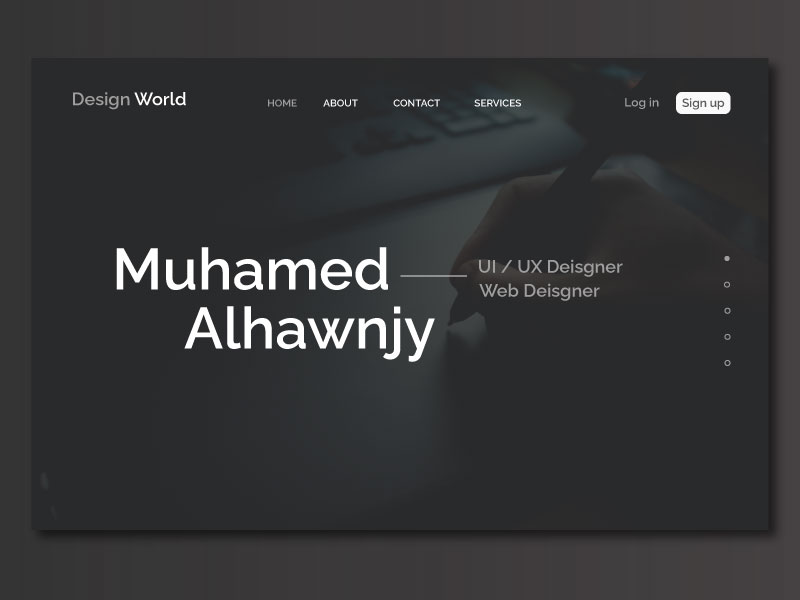 Design World
HOME ABOUT CONTACT SERVICES
Log in
Sign up
Muhamed
Alhawnjy
UI / UX Deisgner
Web Deisgner